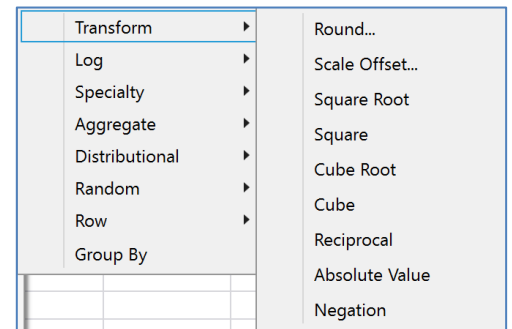 Transform
Log
Specialty
Aggregate
Distributional
Random
Row
Group By
Round...
Scale Offset...
Square Root
Square
Cube Root
Cube
Reciprocal
Absolute Value
Negation